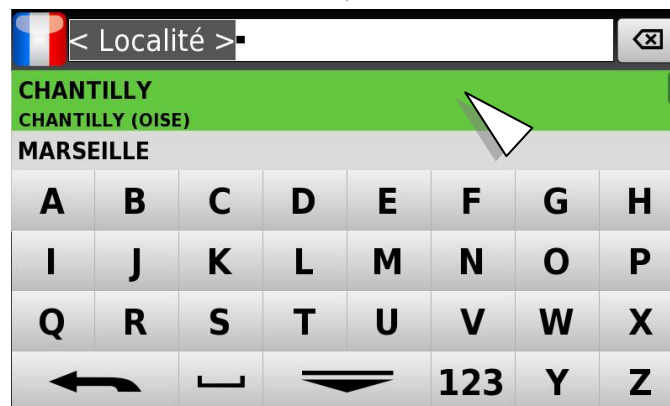 < Localité >
CHANTILLY
CHANTILLY (OISE)
MARSEILLE
A B C D E F G H
I J K L M N O P
Q R S T U V W X
123 Y Z